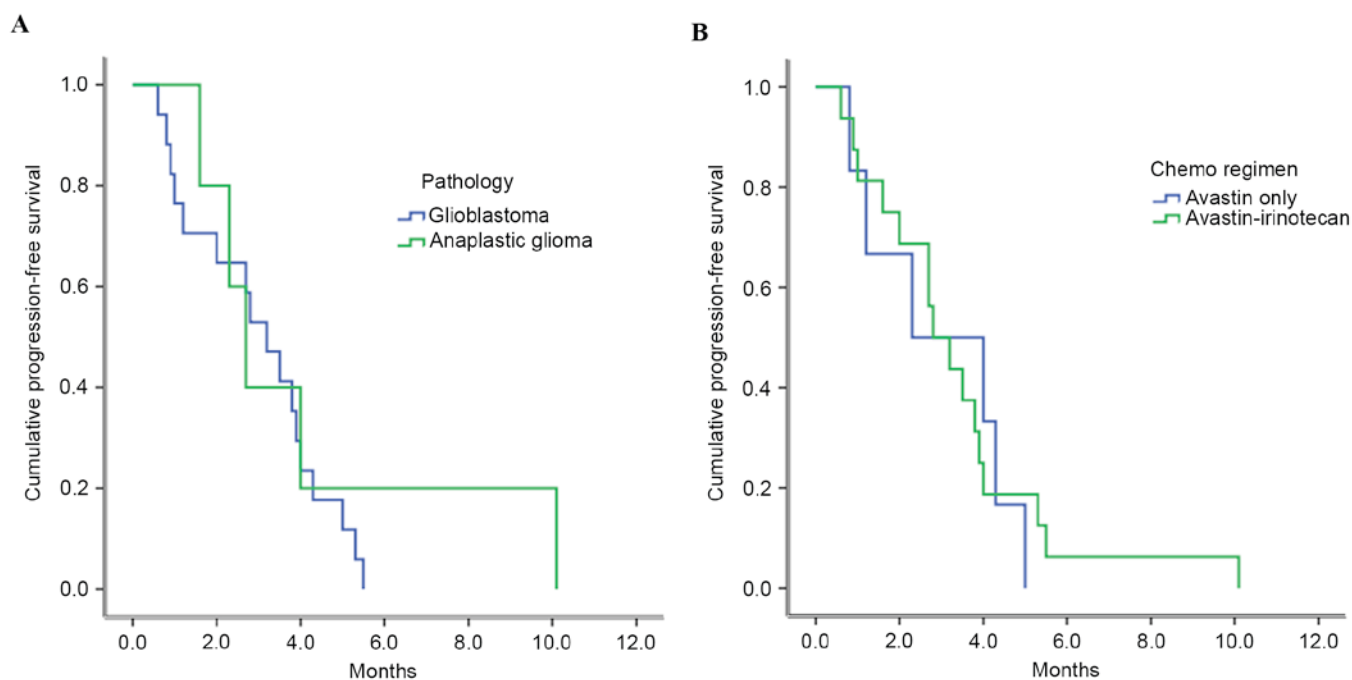 A
Cumulative progression-free survival
1.0
0.8
0.6
0.4
0.2
0.0
Pathology
Glioblastoma
Anaplastic glioma
0.0 2.0 4.0 6.0 8.0 10.0 12.0
Months
B
Cumulative progression-free survival
1.0
0.8
0.6
0.4
0.2
0.0
Chemo regimen
Avastin only
Avastin-irinotecan
0.0 2.0 4.0 6.0 8.0 10.0 12.0
Months